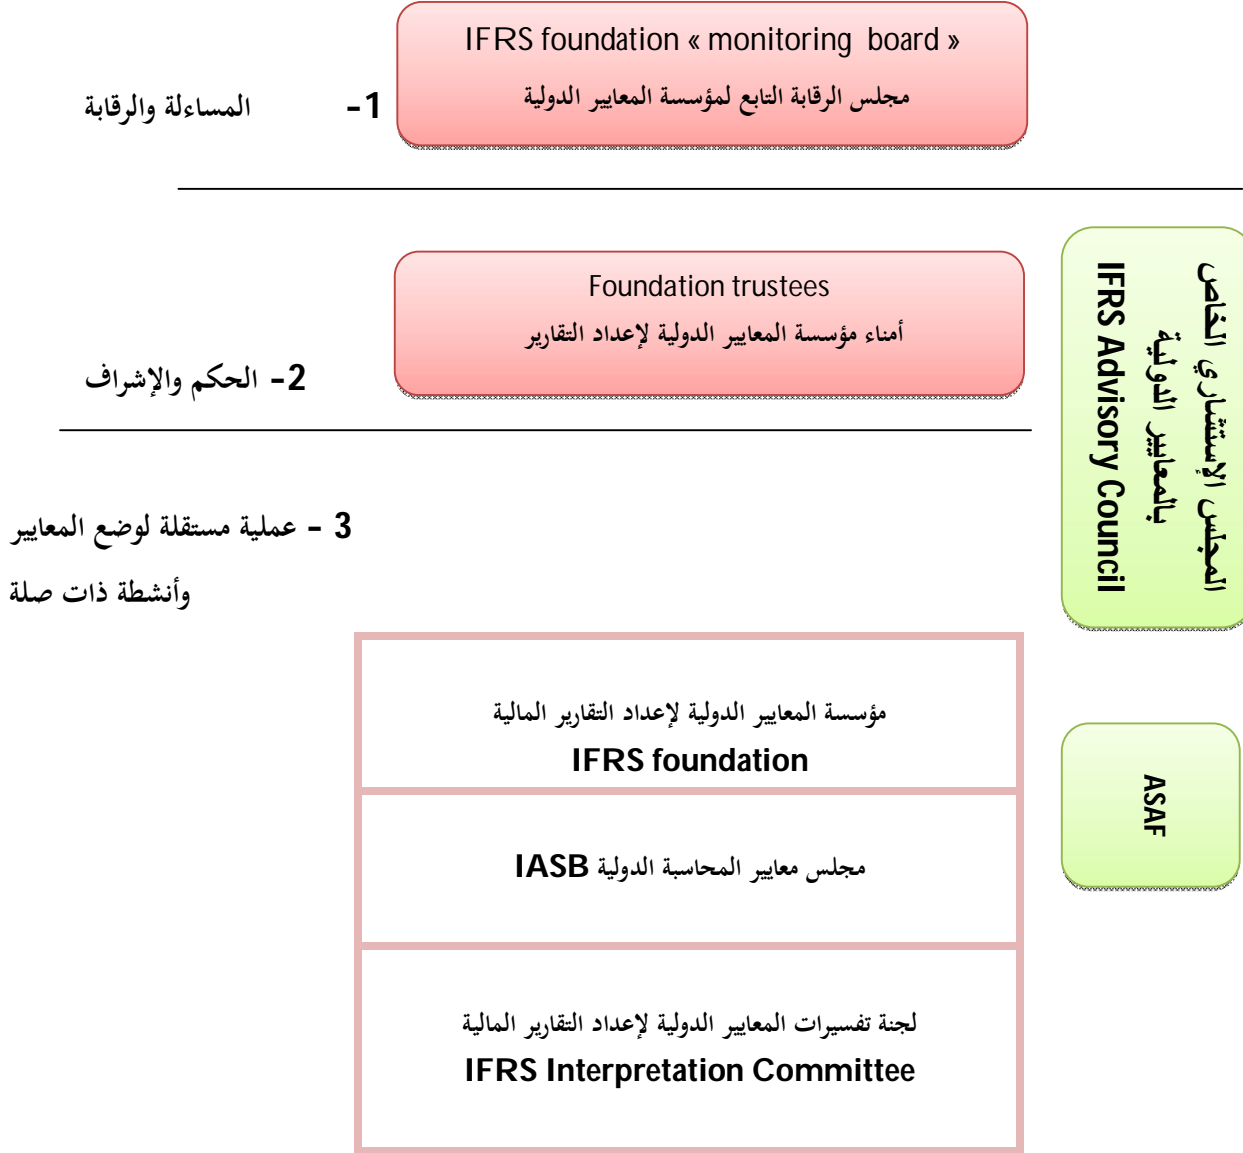 IFRS foundation « monitoring board »
مجلس الرقابة التابع لمؤسسة المعايير الدولية
1- المساءلة والرقابة
Foundation trustees
أمناء مؤسسة المعايير الدولية لإعداد التقارير
2- الحكم والإشراف
المجلس الإستشاري الخاص
بالمعايير الدولية
IFRS Advisory Council
3 - عملية مستقلة لوضع المعايير
وأنشطة ذات صلة
مؤسسة المعايير الدولية لإعداد التقارير المالية
IFRS foundation
ASAF
مجلس معايير المحاسبة الدولية IASB
لجنة تفسيرات المعايير الدولية لإعداد التقارير المالية
IFRS Interpretation Committee